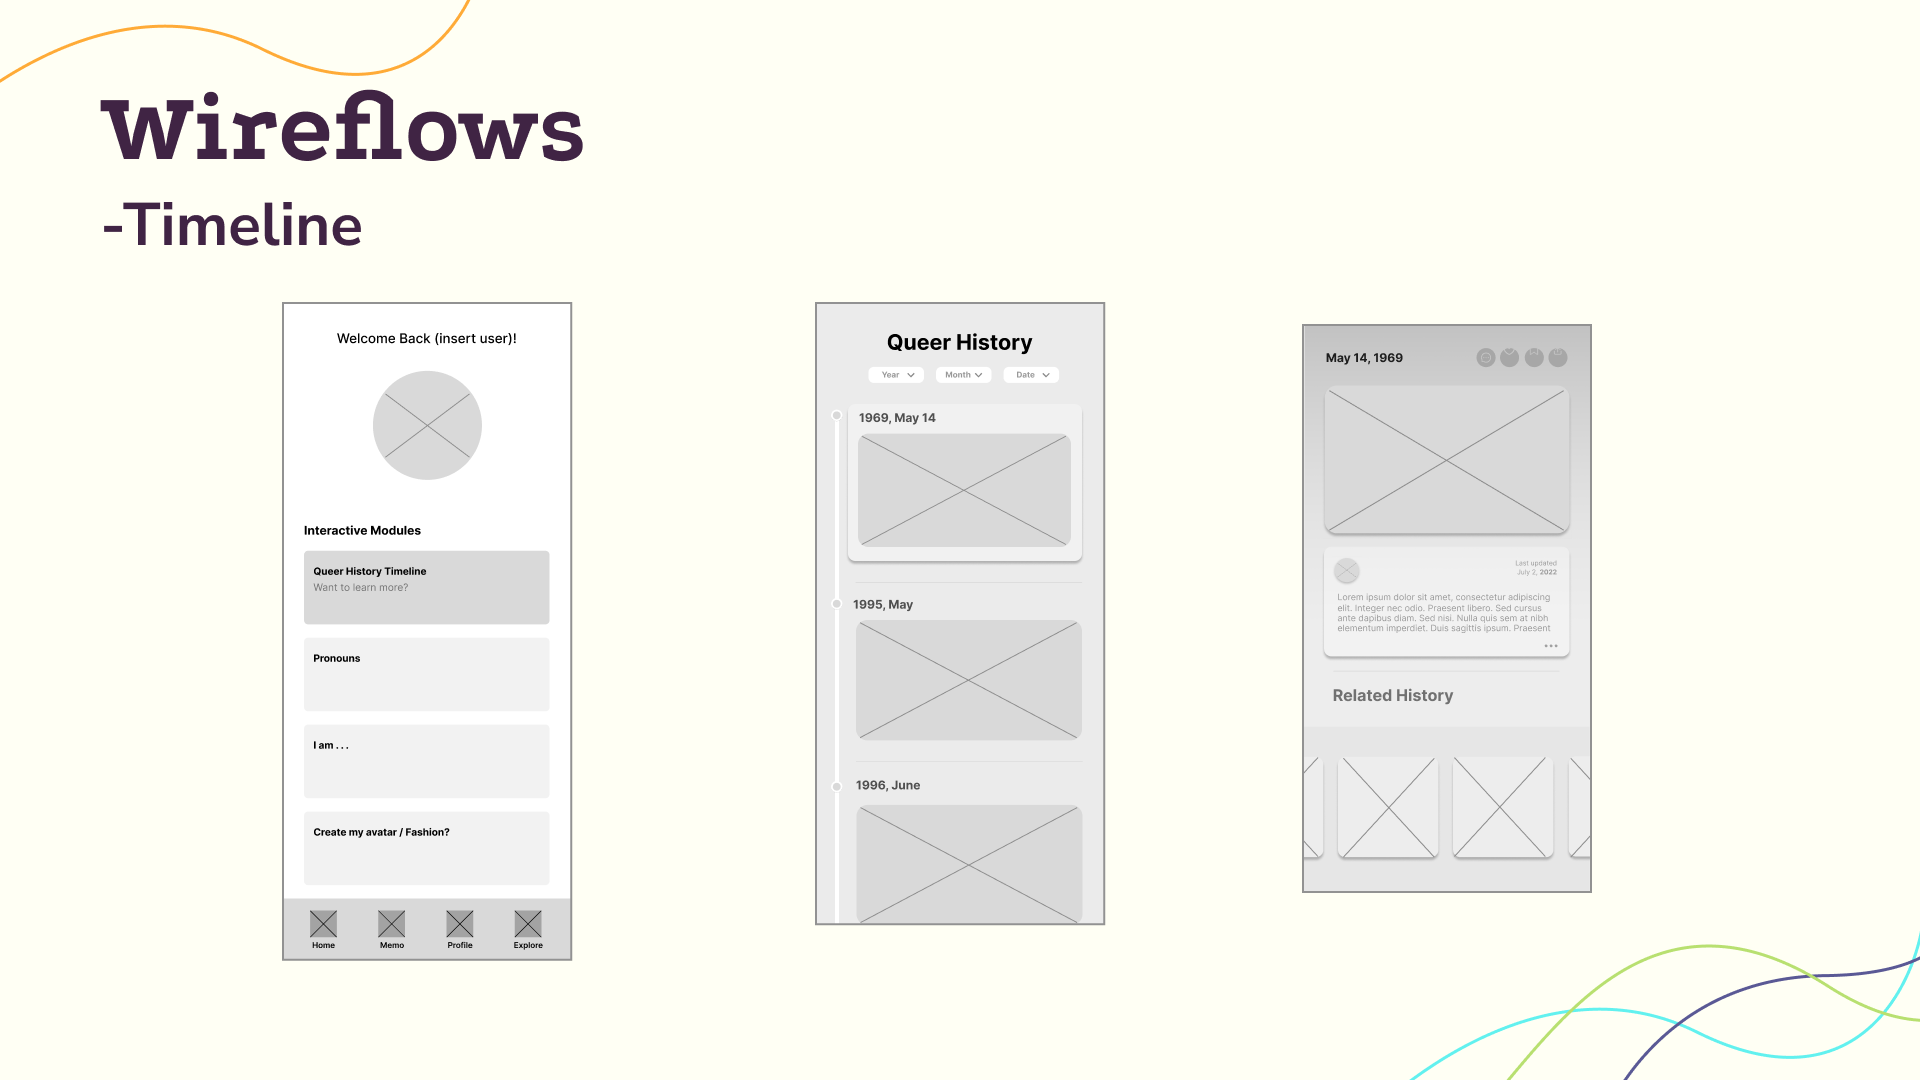 Wireflows
-Timeline
Welcome Back (insert user)!
Interactive Modules
Queer History Timeline
Want to learn more?
Pronouns
I am . . .
Create my avatar / Fashion?
Home Memo Profile Explore
Queer History
Year Month Date
1969, May 14
1995, May
1996, June
May 14, 1969
Last updated
July 2, 2022
Lorem ipsum dolor sit amet, consectetur adipiscing
elit. Integer nec odio. Praesent libero. Sed cursus
ante dapibus diam. Sed nisi. Nulla quis sem at nibh
elementum imperdiet. Duis sagittis ipsum. Praesent
Related History